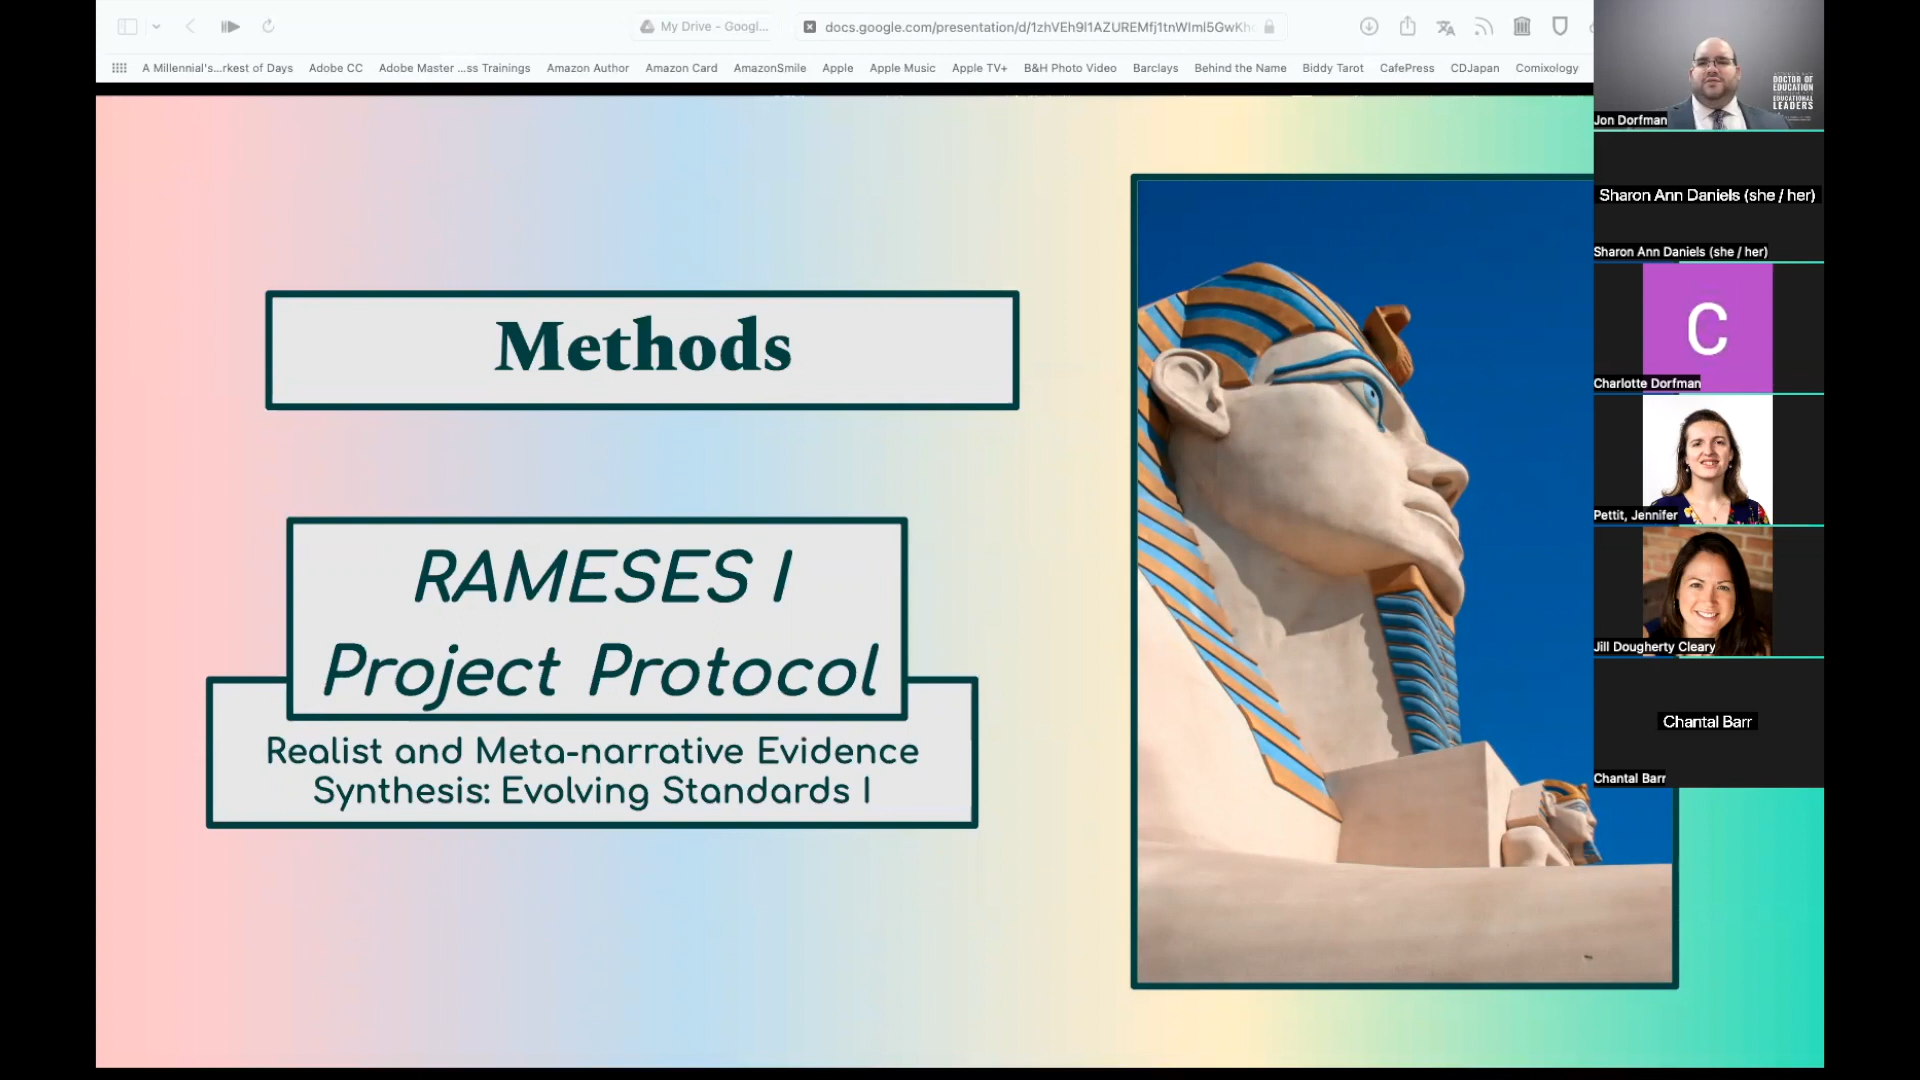 My Drive - Googl...
docs.google.com/presentation/d/1zhVEh9l1AZUREMfj1tnWIml5GwKh
A Millennial's...rkest of Days Adobe CC Adobe Master ...ss Trainings Amazon Author Amazon Card AmazonSmile Apple Apple Music Apple TV+ B&H Photo Video Barclays Behind the Name Biddy Tarot CafePress CDJapan Comixology
Methods
RAMESES I
Project Protocol
Realist and Meta-narrative Evidence
Synthesis: Evolving Standards I
DOCTOR OF
EDUCATION
EDUCATIONAL
LEADERS
Jon Dorfman
Sharon Ann Daniels (she / her)
Sharon Ann Daniels (she / her)
C
Charlotte Dorfman
Pettit, Jennifer
Jill Dougherty Cleary
Chantal Barr
Chantal Barr